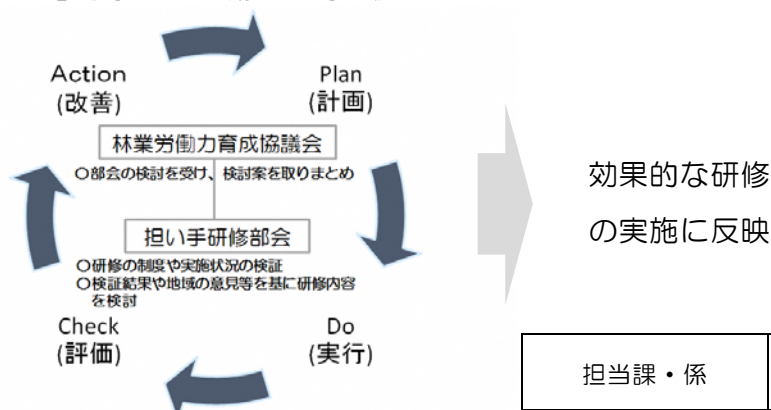 Action
(改善)
Plan
(計画)
林業労働力育成協議会
○部会の検討を受け、検討案を取りまとめ
担い手研修部会
○研修の制度や実施状況の検証
○検証結果や地域の意見等を基に研修内容
を検討
Check
(評価)
Do
(実行)
効果的な研修
の実施に反映
担当課・係